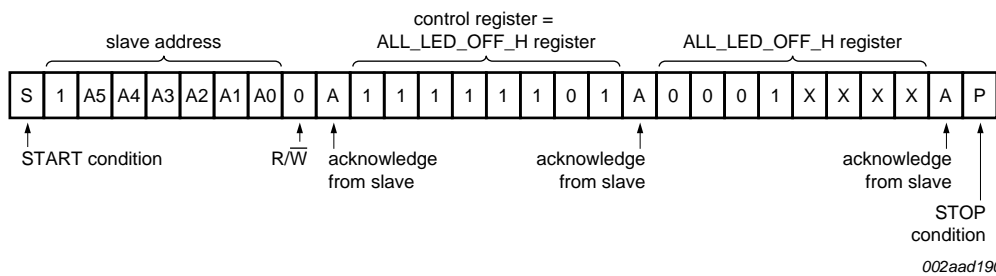 control register =
slave address ALL_LED_OFF_H register ALL_LED_OFF_H register
S 1 A5 A4 A3 A2 A1 A0 0 A 1 1 1 1 1 1 0 1 A 0 0 0 1 X X X X A P
START condition R/W̅ acknowledge acknowledge acknowledge
from slave from slave from slave
STOP
condition
002aad190